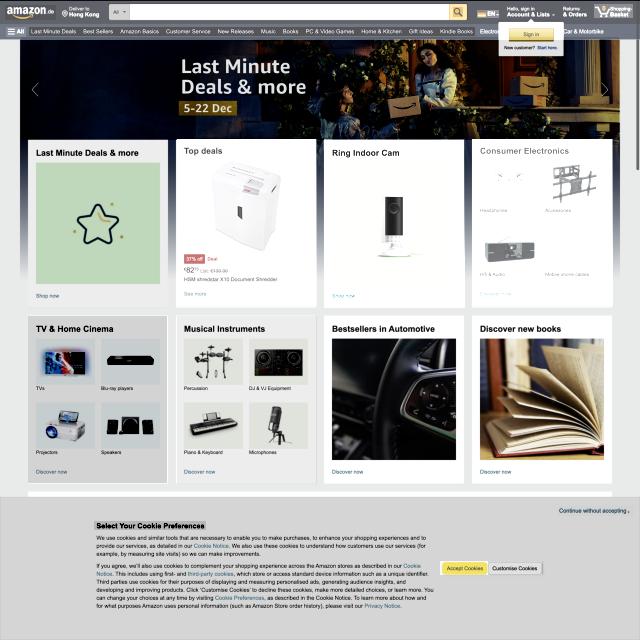 amazon.de
Deliver to
Hong Kong
All
EN
Hello, sign in
Account & Lists
Returns
& Orders
0
Shopping
Basket
All
Last Minute Deals
Best Sellers
Amazon Basics
Customer Service
New Releases
Music
Books
PC & Video Games
Home & Kitchen
Gift Ideas
Kindle Books
Car & Motorbike
Sign in
New customer? Start here.
Last Minute
Deals & more
5-22 Dec
Last Minute Deals & more
Shop now
Top deals
37% off
Deal
List: €130.99
HSM shredstar X10 Document Shredder
See more
Ring Indoor Cam
Shop now
Consumer Electronics
Headphones
Accessories
Hifi & Audio
Mobile phone cables
Discover now
TV & Home Cinema
TVs
Blu-ray players
Projectors
Speakers
Discover now
Musical Instruments
Percussion
DJ & VJ Equipment
Piano & Keyboard
Microphones
Discover now
Bestsellers in Automotive
Discover now
Discover new books
Discover now
Continue without accepting
Select Your Cookie Preferences
We use cookies and similar tools that are necessary to enable you to make purchases, to enhance your shopping experiences and to
provide our services, as detailed in our Cookie Notice. We also use these cookies to understand how customers use our services (for
example, by measuring site visits) so we can make improvements.
If you agree, we'll also use cookies to complement your shopping experience across the Amazon stores as described in our Cookie
Notice. This includes using first- and third-party cookies, which store or access standard device information such as a unique identifier.
Third parties use cookies for their purposes of displaying and measuring personalised ads, generating audience insights, and
developing and improving products. Click 'Customise Cookies' to decline these cookies, make more detailed choices, or learn more. You
can change your choices at any time by visiting Cookie Preferences, as described in the Cookie Notice. To learn more about how and
for what purposes Amazon uses personal information (such as Amazon Store order history), please visit our Privacy Notice.
Accept Cookies
Customise Cookies